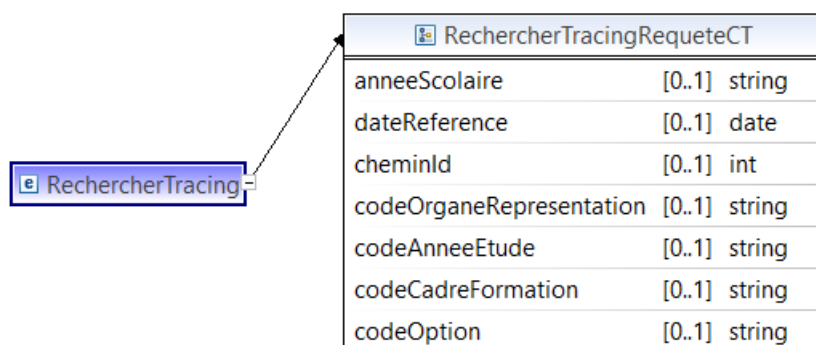 RechercherTracingRequeteCT
anneeScolaire [0..1] string
dateReference [0..1] date
cheminId [0..1] int
e RechercherTracing
codeOrganeRepresentation [0..1] string
codeAnneeEtude [0..1] string
codeCadreFormation [0..1] string
codeOption [0..1] string